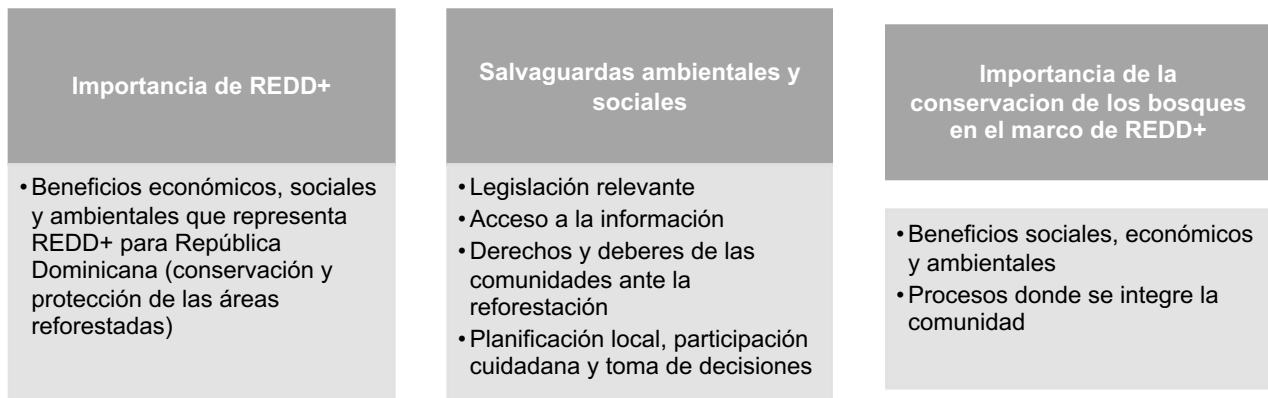 Importancia de REDD+
• Beneficios económicos, sociales
y ambientales que representa
REDD+ para República
Dominicana (conservación y
protección de las áreas
reforestadas)
Salvaguardas ambientales y
sociales
• Legislación relevante
• Acceso a la información
• Derechos y deberes de las
comunidades ante la
reforestación
• Planificación local, participación
cuidadana y toma de decisiones
Importancia de la
conservacion de los bosques
en el marco de REDD+
• Beneficios sociales, económicos
y ambientales
• Procesos donde se integre la
comunidad